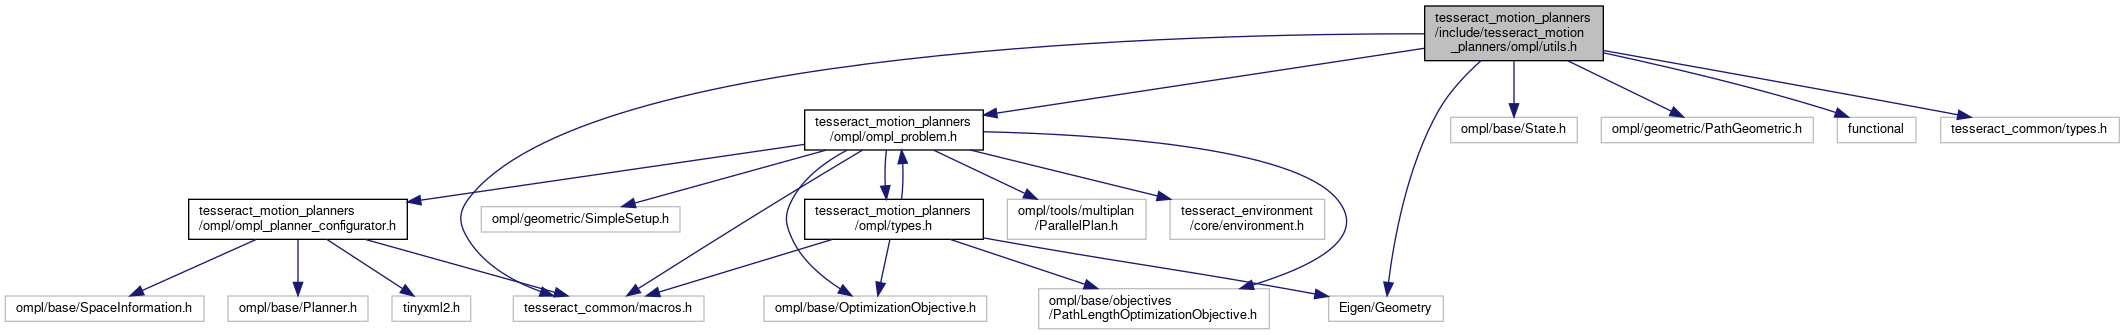 tesseract_motion_planners
/include/tesseract_motion
_planners/ompl/utils.h
tesseract_motion_planners
/ompl/ompl_problem.h
ompl/base/State.h
ompl/geometric/PathGeometric.h
functional
tesseract_common/types.h
tesseract_motion_planners
/ompl/ompl_planner_configurator.h
ompl/geometric/SimpleSetup.h
tesseract_motion_planners
/ompl/types.h
ompl/tools/multiplan
/ParallelPlan.h
tesseract_environment
/core/environment.h
ompl/base/SpaceInformation.h
ompl/base/Planner.h
tinyxml2.h
tesseract_common/macros.h
ompl/base/OptimizationObjective.h
ompl/base/objectives
/PathLengthOptimizationObjective.h
Eigen/Geometry